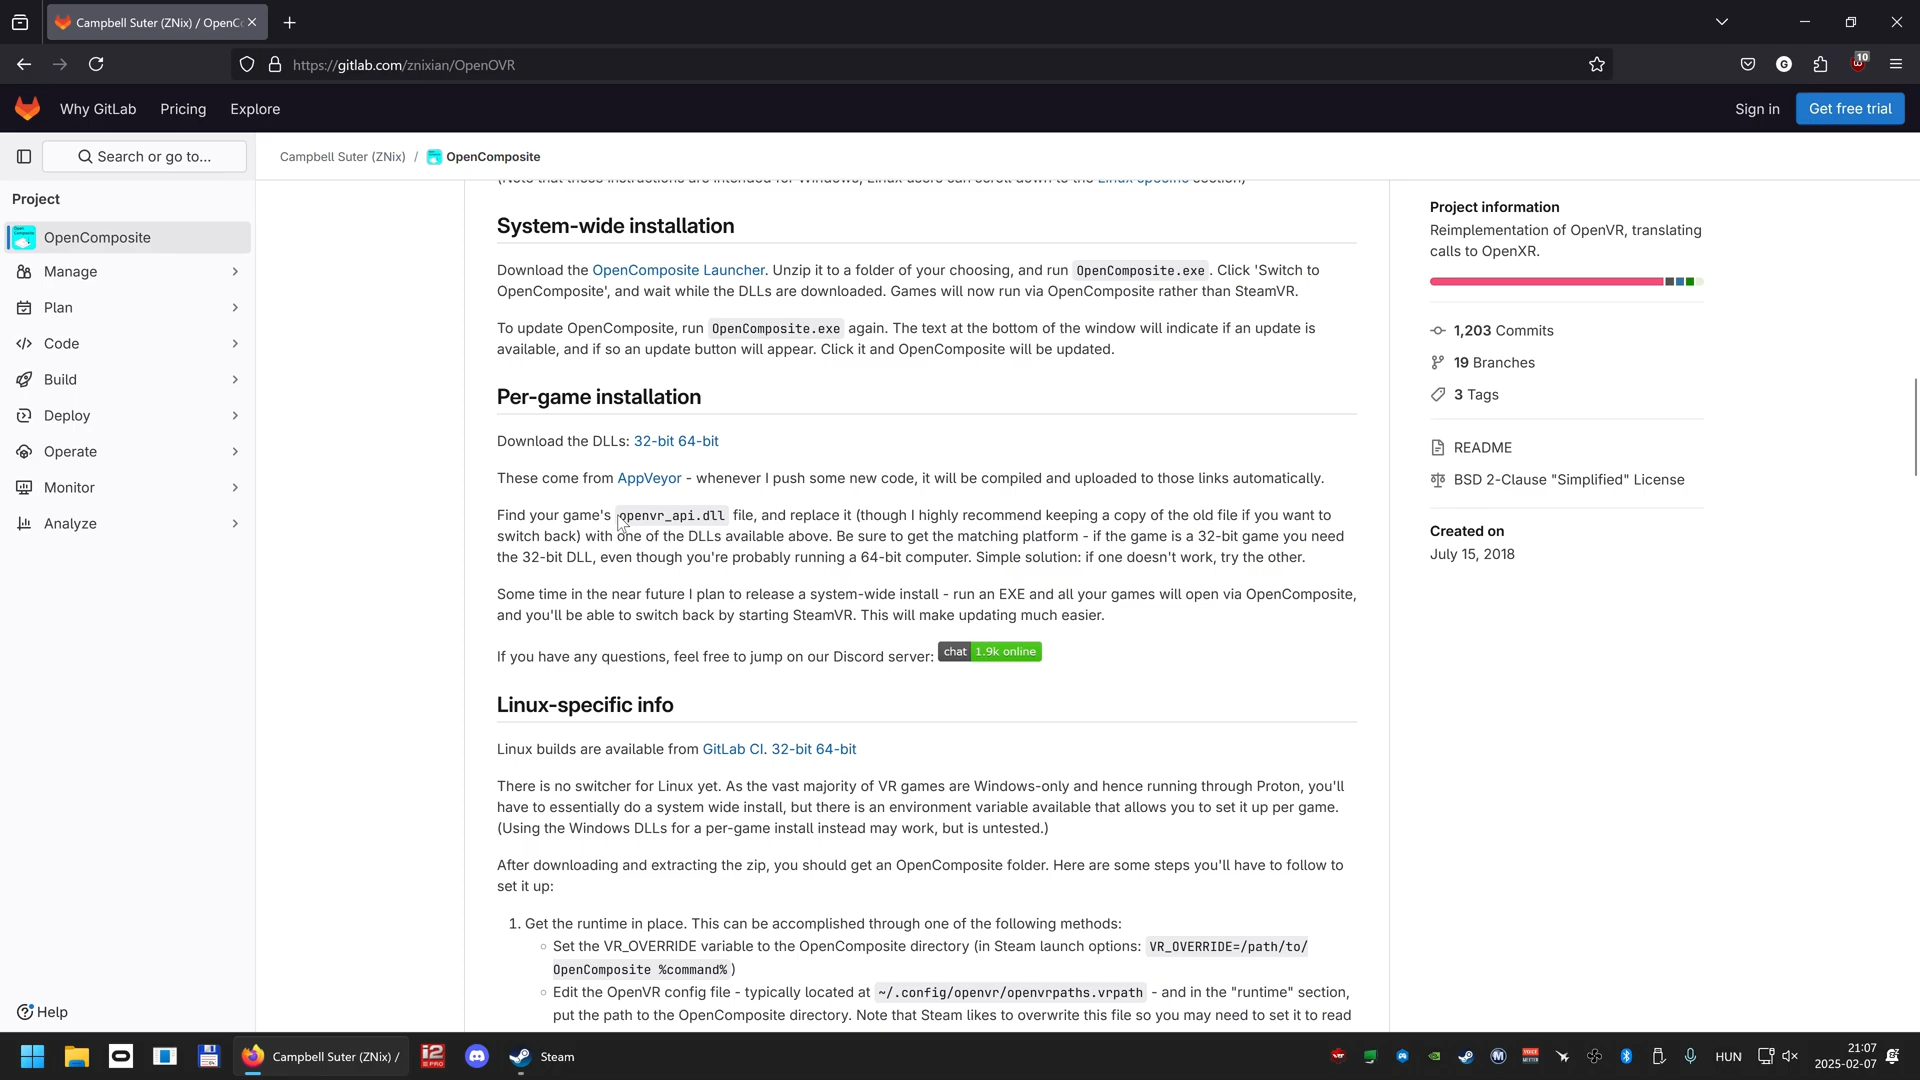 Campbell Suter (ZNix) / OpenC
https://gitlab.com/znixian/OpenOVR
G
10
Why GitLab
Pricing
Explore
Sign in
Get free trial
Search or go to...
Campbell Suter (ZNix) / OpenComposite
Project
OpenComposite
Manage
Plan
Code
Build
Deploy
Operate
Monitor
Analyze
Help
(Note that these instructions are intended for Windows, Linux users can scroll down to the Linux-specific section)
System-wide installation
Download the OpenComposite Launcher. Unzip it to a folder of your choosing, and run OpenComposite.exe. Click 'Switch to
OpenComposite', and wait while the DLLs are downloaded. Games will now run via OpenComposite rather than SteamVR.
To update OpenComposite, run OpenComposite.exe again. The text at the bottom of the window will indicate if an update is
available, and if so an update button will appear. Click it and OpenComposite will be updated.
Per-game installation
Download the DLLs: 32-bit 64-bit
These come from AppVeyor - whenever I push some new code, it will be compiled and uploaded to those links automatically.
Find your game's openvr_api.dll file, and replace it (though I highly recommend keeping a copy of the old file if you want to
switch back) with one of the DLLs available above. Be sure to get the matching platform - if the game is a 32-bit game you need
the 32-bit DLL, even though you're probably running a 64-bit computer. Simple solution: if one doesn't work, try the other.
Some time in the near future I plan to release a system-wide install - run an EXE and all your games will open via OpenComposite,
and you'll be able to switch back by starting SteamVR. This will make updating much easier.
If you have any questions, feel free to jump on our Discord server: chat 1.9k online
Linux-specific info
Linux builds are available from GitLab CI. 32-bit 64-bit
There is no switcher for Linux yet. As the vast majority of VR games are Windows-only and hence running through Proton, you'll
have to essentially do a system wide install, but there is an environment variable available that allows you to set it up per game.
(Using the Windows DLLs for a per-game install instead may work, but is untested.)
After downloading and extracting the zip, you should get an OpenComposite folder. Here are some steps you'll have to follow to
set it up:
1. Get the runtime in place. This can be accomplished through one of the following methods:
Set the VR_OVERRIDE variable to the OpenComposite directory (in Steam launch options: VR_OVERRIDE=/path/to/
OpenComposite %command%)
Edit the OpenVR config file - typically located at ~/.config/openvr/openvrpaths.vrpath - and in the "runtime" section,
put the path to the OpenComposite directory. Note that Steam likes to overwrite this file so you may need to set it to read
Project information
Reimplementation of OpenVR, translating
calls to OpenXR.
1,203 Commits
19 Branches
3 Tags
README
BSD 2-Clause "Simplified" License
Created on
July 15, 2018
Campbell Suter (ZNix) /
i2
PRO
Steam
HUN
21:07
2025-02-07